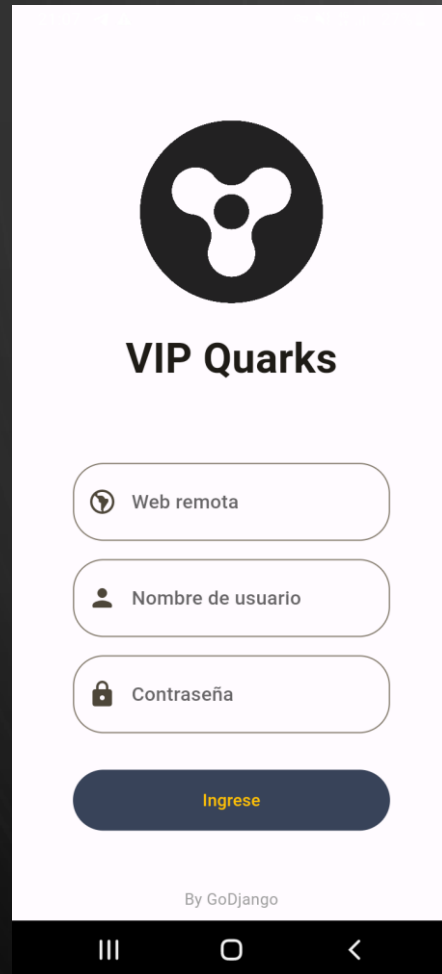 VIP Quarks
Web remota
Nombre de usuario
Contraseña
Ingrese
By GoDjango